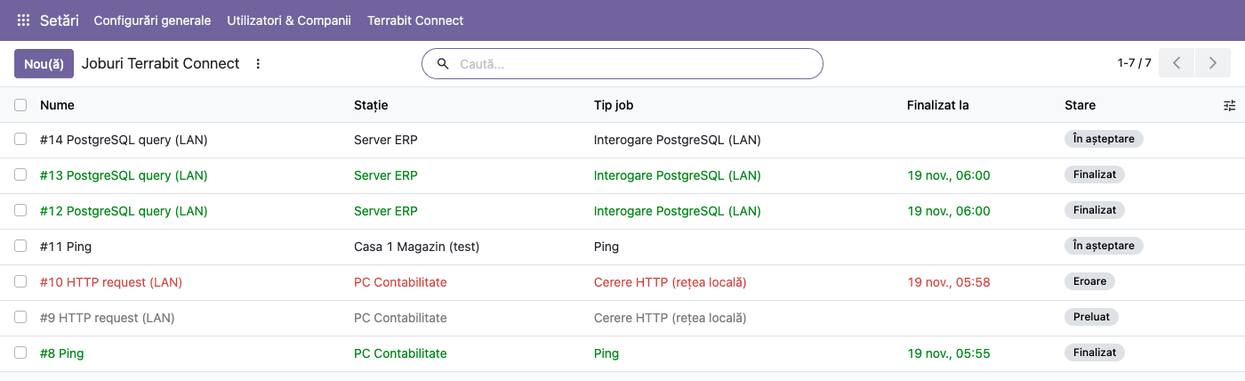 Setări Configurări generale Utilizatori & Companii Terrabit Connect
Nou(ă) Joburi Terrabit Connect Caută... 1-7 / 7
Nume Stație Tip job Finalizat la Stare
#14 PostgreSQL query (LAN) Server ERP Interogare PostgreSQL (LAN) În așteptare
#13 PostgreSQL query (LAN) Server ERP Interogare PostgreSQL (LAN) 19 nov., 06:00 Finalizat
#12 PostgreSQL query (LAN) Server ERP Interogare PostgreSQL (LAN) 19 nov., 06:00 Finalizat
#11 Ping Casa 1 Magazin (test) Ping În așteptare
#10 HTTP request (LAN) PC Contabilitate Cerere HTTP (rețea locală) 19 nov., 05:58 Eroare
#9 HTTP request (LAN) PC Contabilitate Cerere HTTP (rețea locală) Preluat
#8 Ping PC Contabilitate Ping 19 nov., 05:55 Finalizat